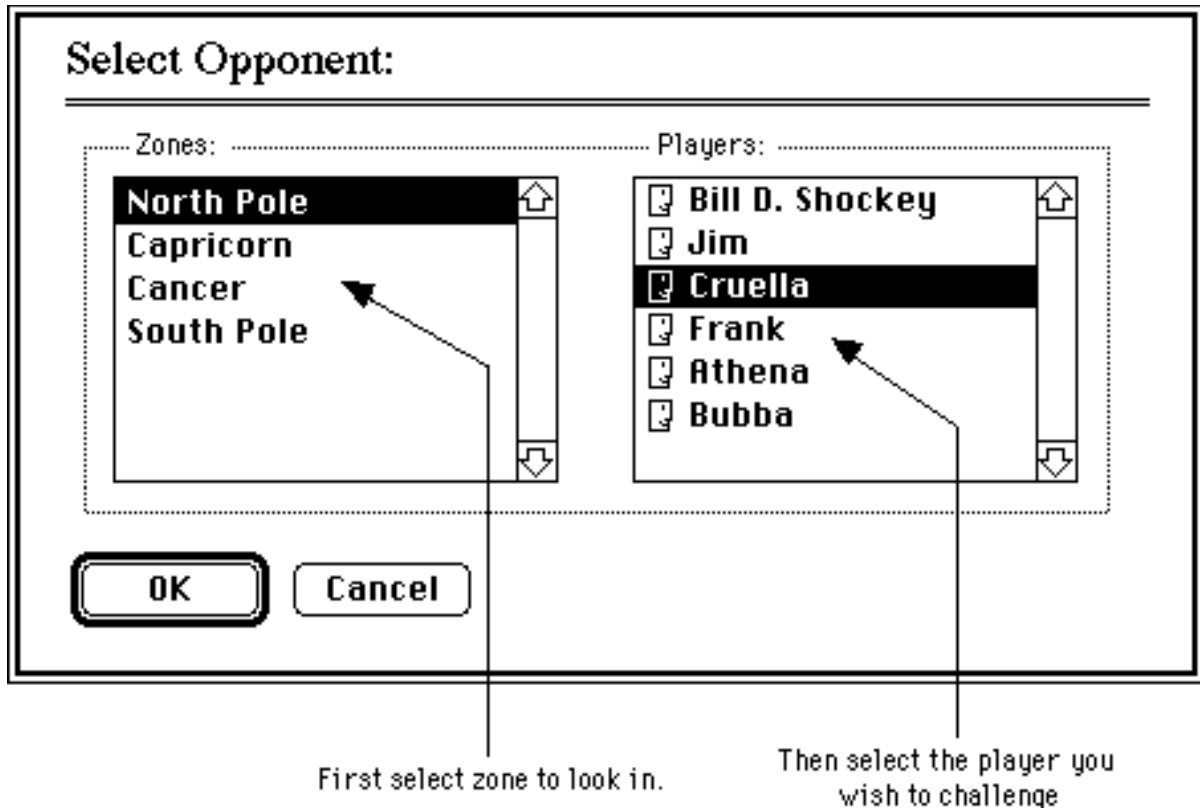 Select Opponent:
Zones:
North Pole
Capricorn
Cancer
South Pole
Players:
Bill D. Shockey
Jim
Cruella
Frank
Athena
Bubba
OK
Cancel
First select zone to look in.
Then select the player you
wish to challenge